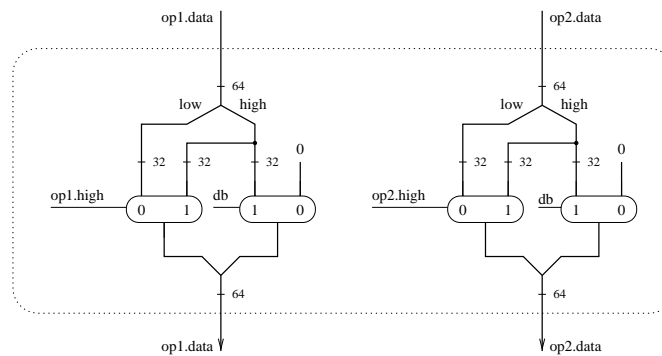 op1.data op2.data
64 64
low high low high
0 0
32 32 32 32 32 32
op1.high db op2.high db
0 1 1 0 0 1 1 0
64 64
op1.data op2.data